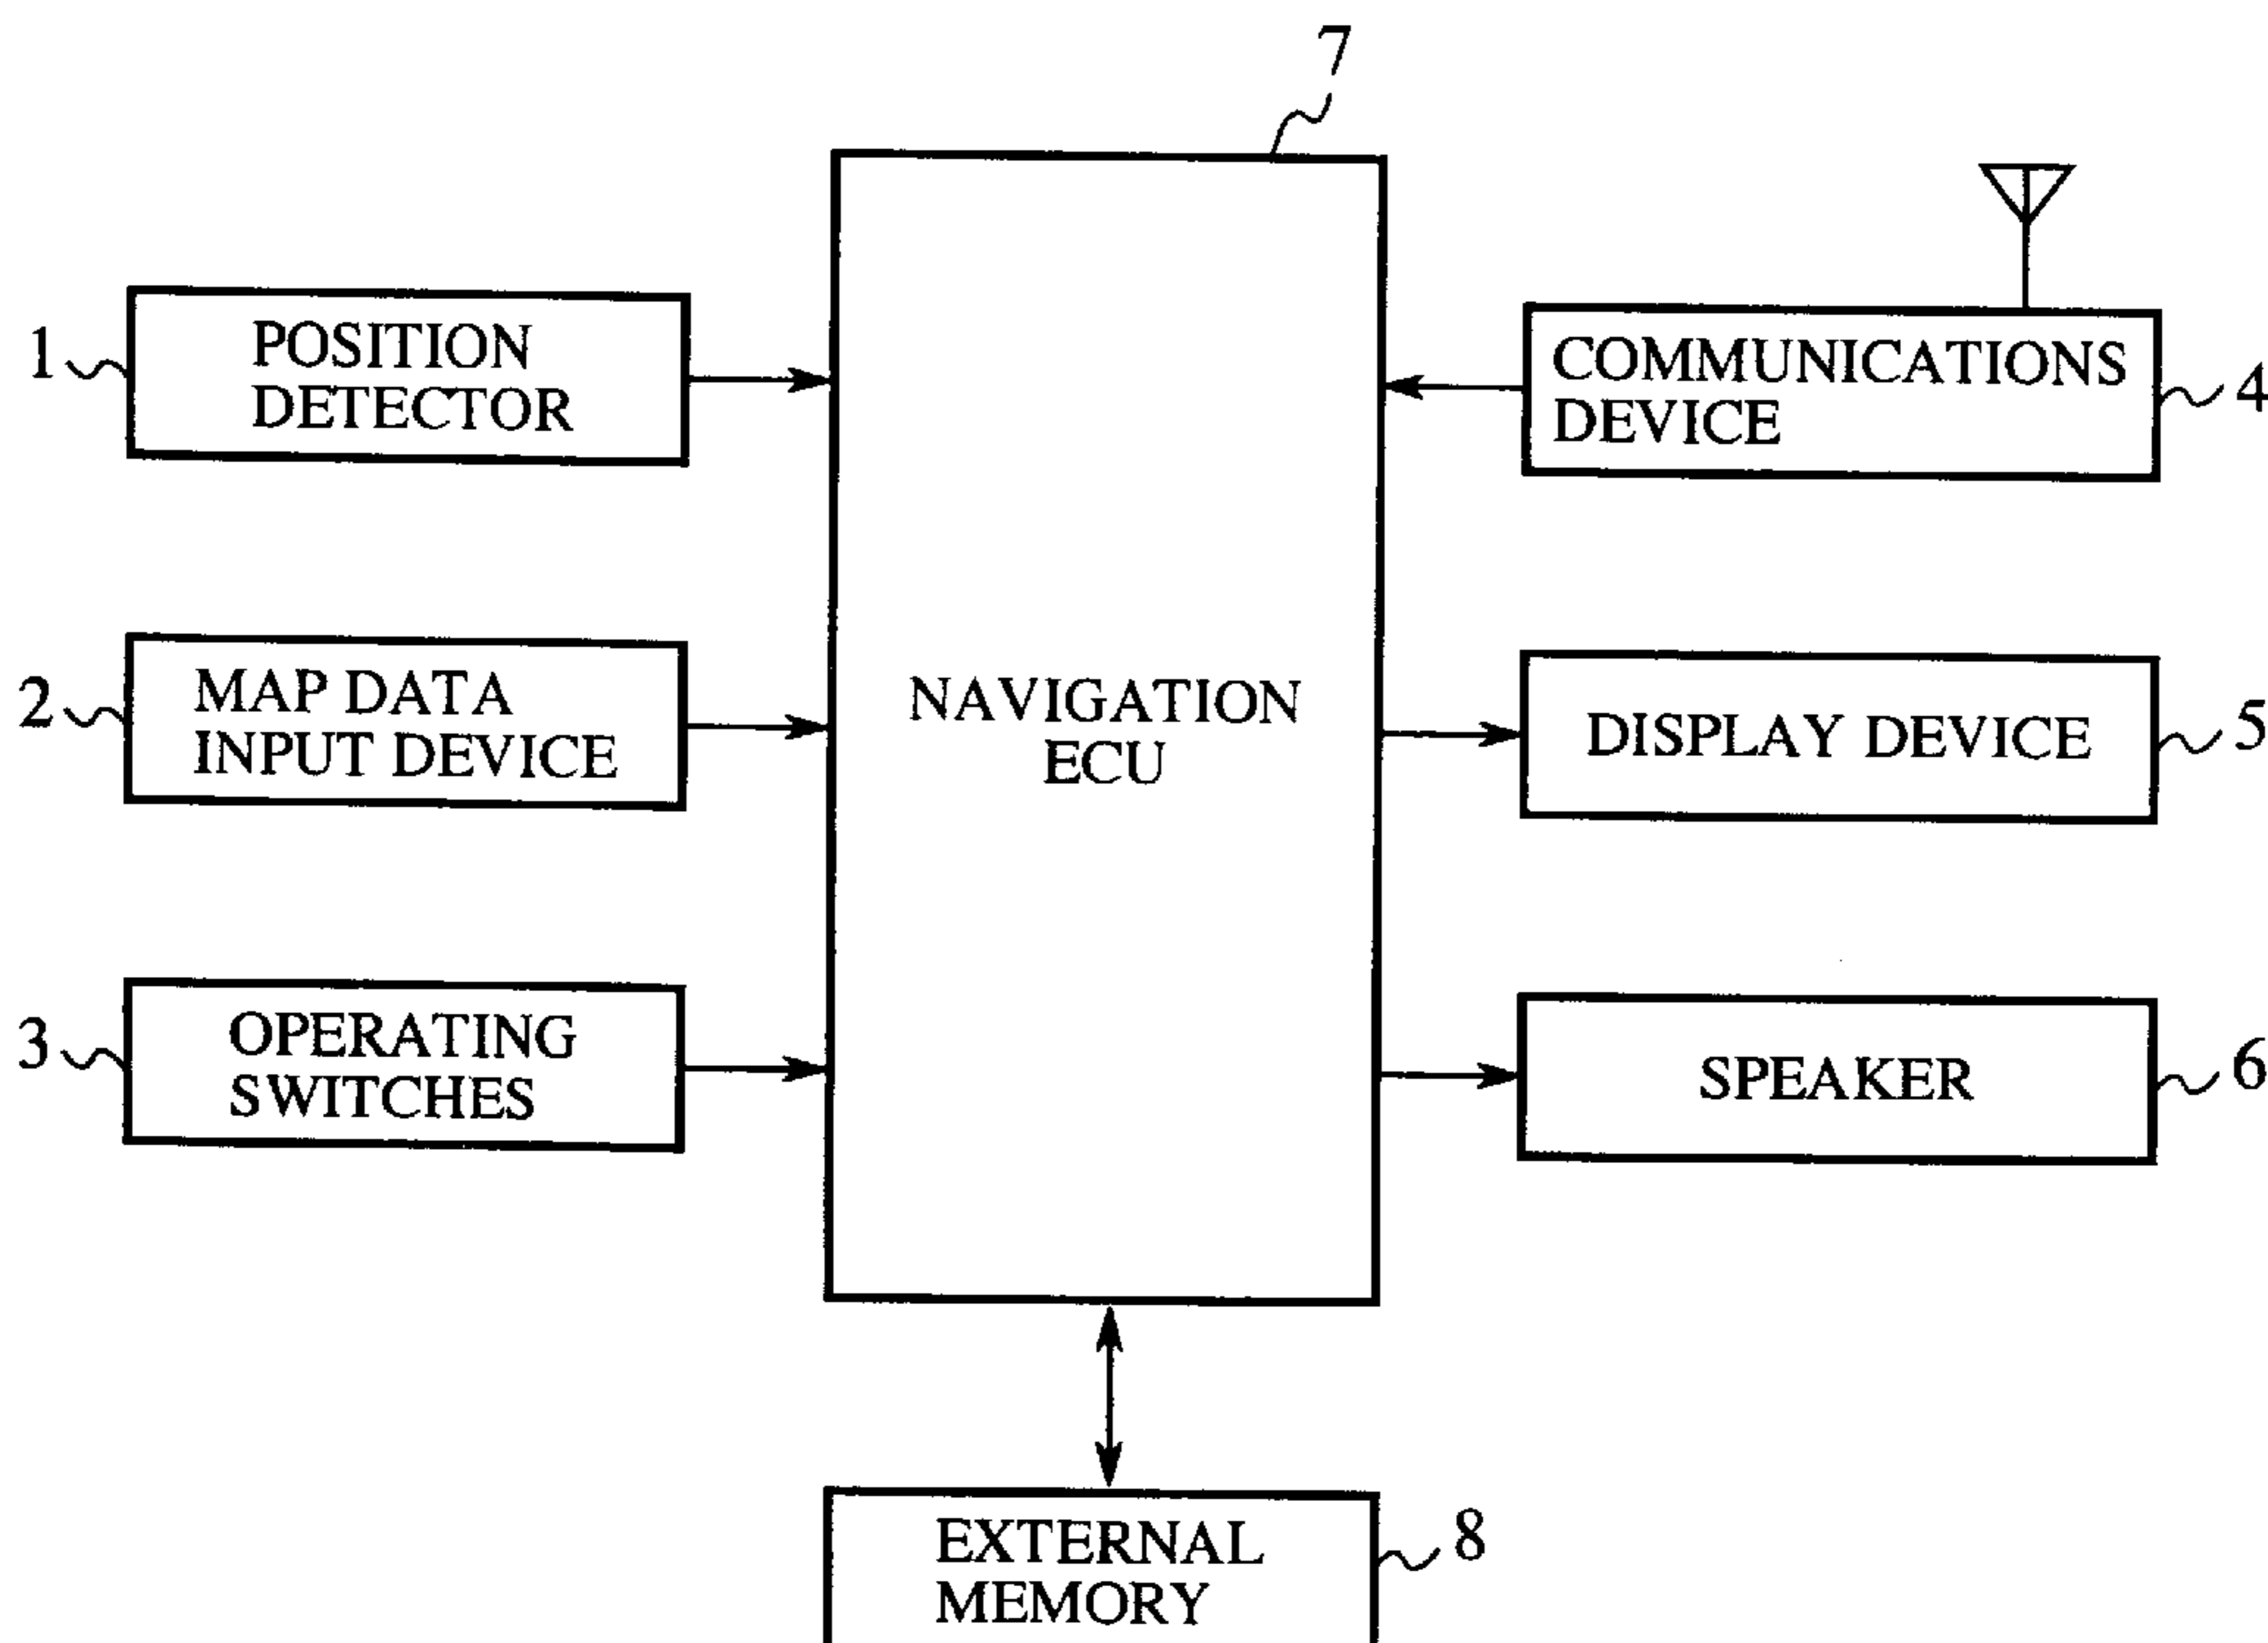 7
1
POSITION
DETECTOR
COMMUNICATIONS
DEVICE
4
2
MAP DATA
INPUT DEVICE
NAVIGATION
ECU
DISPLAY DEVICE
5
3
OPERATING
SWITCHES
SPEAKER
6
EXTERNAL
MEMORY
8